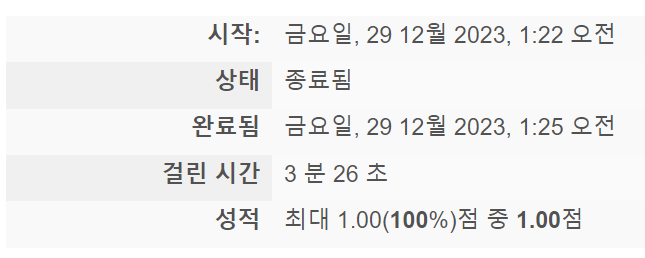 시작: 금요일, 29 12월 2023, 1:22 오전
상태 종료됨
완료됨 금요일, 29 12월 2023, 1:25 오전
걸린 시간 3 분 26 초
성적 최대 1.00(100%)점 중 1.00점